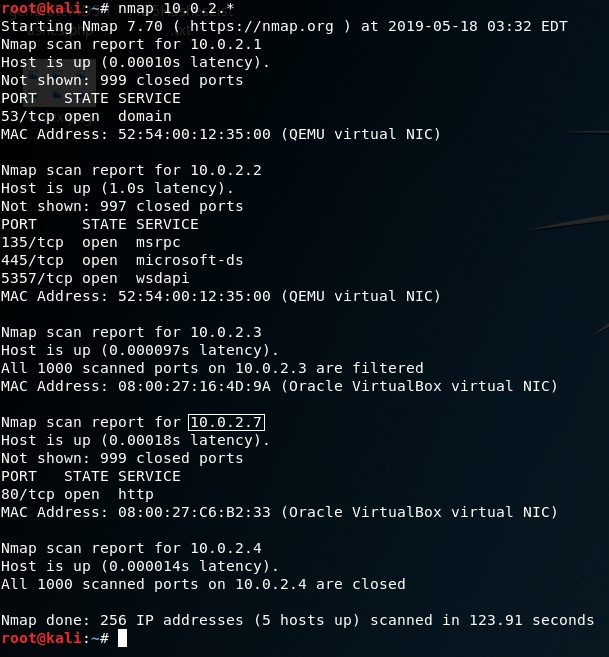 root@kali:~# nmap 10.0.2.*
Starting Nmap 7.70 ( https://nmap.org ) at 2019-05-18 03:32 EDT
Nmap scan report for 10.0.2.1
Host is up (0.00010s latency).
Not shown: 999 closed ports
PORT   STATE SERVICE
53/tcp open  domain
MAC Address: 52:54:00:12:35:00 (QEMU virtual NIC)

Nmap scan report for 10.0.2.2
Host is up (1.0s latency).
Not shown: 997 closed ports
PORT     STATE SERVICE
135/tcp  open  msrpc
445/tcp  open  microsoft-ds
5357/tcp open  wsdapi
MAC Address: 52:54:00:12:35:00 (QEMU virtual NIC)

Nmap scan report for 10.0.2.3
Host is up (0.000097s latency).
All 1000 scanned ports on 10.0.2.3 are filtered
MAC Address: 08:00:27:16:4D:9A (Oracle VirtualBox virtual NIC)

Nmap scan report for 10.0.2.7
Host is up (0.00018s latency).
Not shown: 999 closed ports
PORT   STATE SERVICE
80/tcp open  http
MAC Address: 08:00:27:C6:B2:33 (Oracle VirtualBox virtual NIC)

Nmap scan report for 10.0.2.4
Host is up (0.000014s latency).
All 1000 scanned ports on 10.0.2.4 are closed

Nmap done: 256 IP addresses (5 hosts up) scanned in 123.91 seconds
root@kali:~#